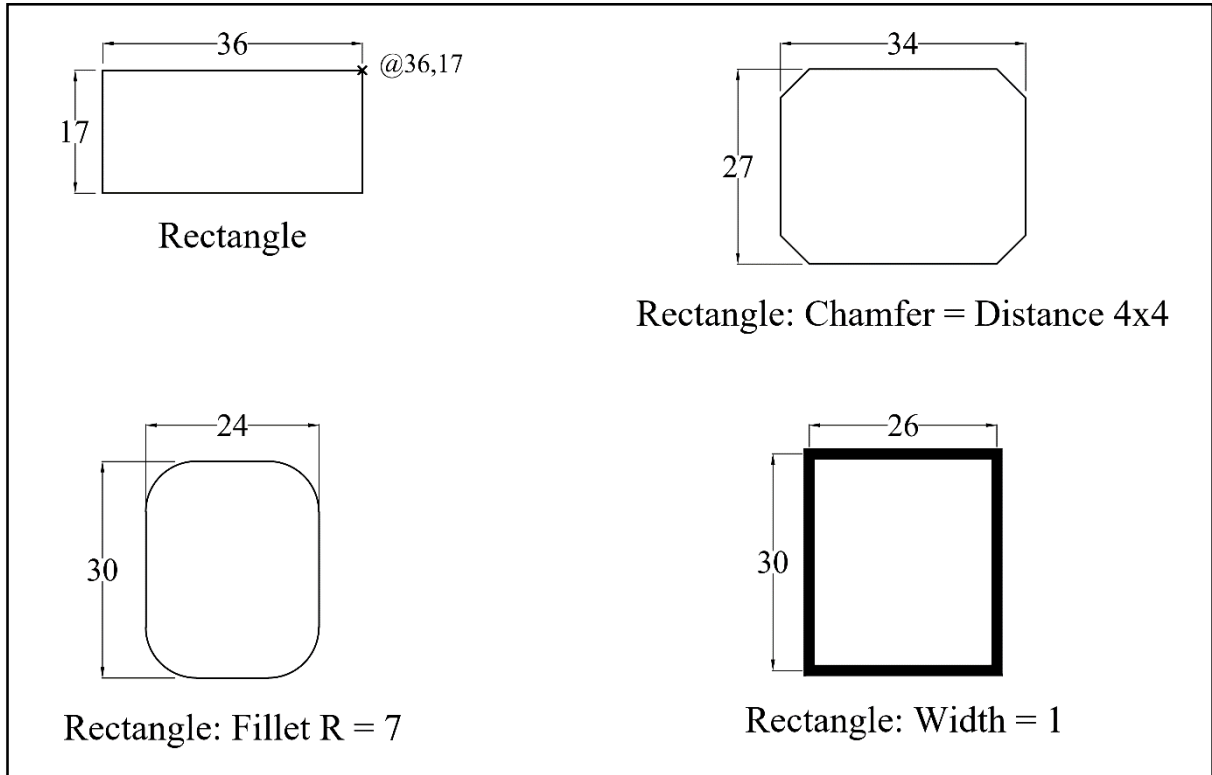 36
@36,17
17
Rectangle
34
27
Rectangle: Chamfer = Distance 4x4
24
30
Rectangle: Fillet R = 7
26
30
Rectangle: Width = 1